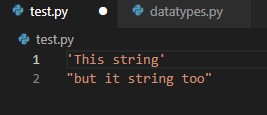 test.py datatypes.py
test.py
1 'This string'
2 "but it string too"